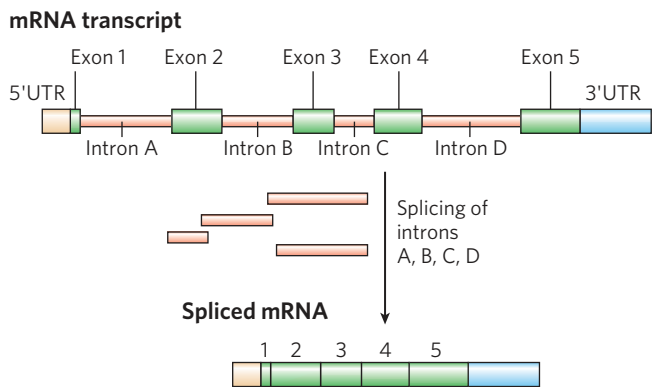 mRNA transcript
Exon 1 Exon 2 Exon 3 Exon 4 Exon 5
5'UTR 3'UTR
Intron A Intron B Intron C Intron D
Splicing of
introns
A, B, C, D
Spliced mRNA
1 2 3 4 5